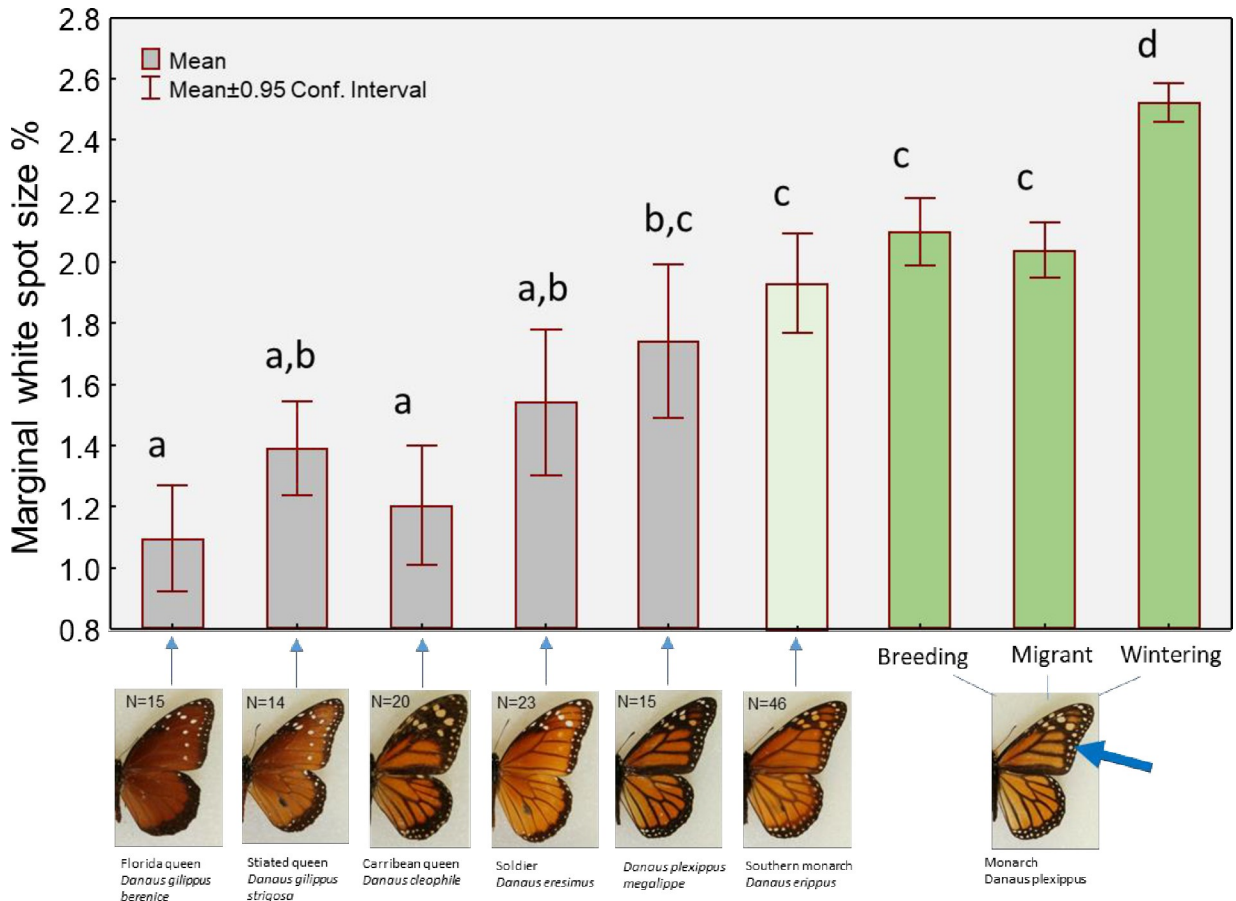 Marginal white spot size %
2.8
2.6
2.4
2.2
2.0
1.8
1.6
1.4
1.2
1.0
0.8
Mean
Mean±0.95 Conf. Interval
a
a,b
a
a,b
b,c
c
c
c
d
Breeding Migrant Wintering
N=15
N=14
N=20
N=23
N=15
N=46
Florida queen
Danaus gilippus
berenice
Stiated queen
Danaus gilippus
strigosa
Carribean queen
Danaus cleophile
Soldier
Danaus eresimus
Danaus plexippus
megalippe
Southern monarch
Danaus erippus
Monarch
Danaus plexippus